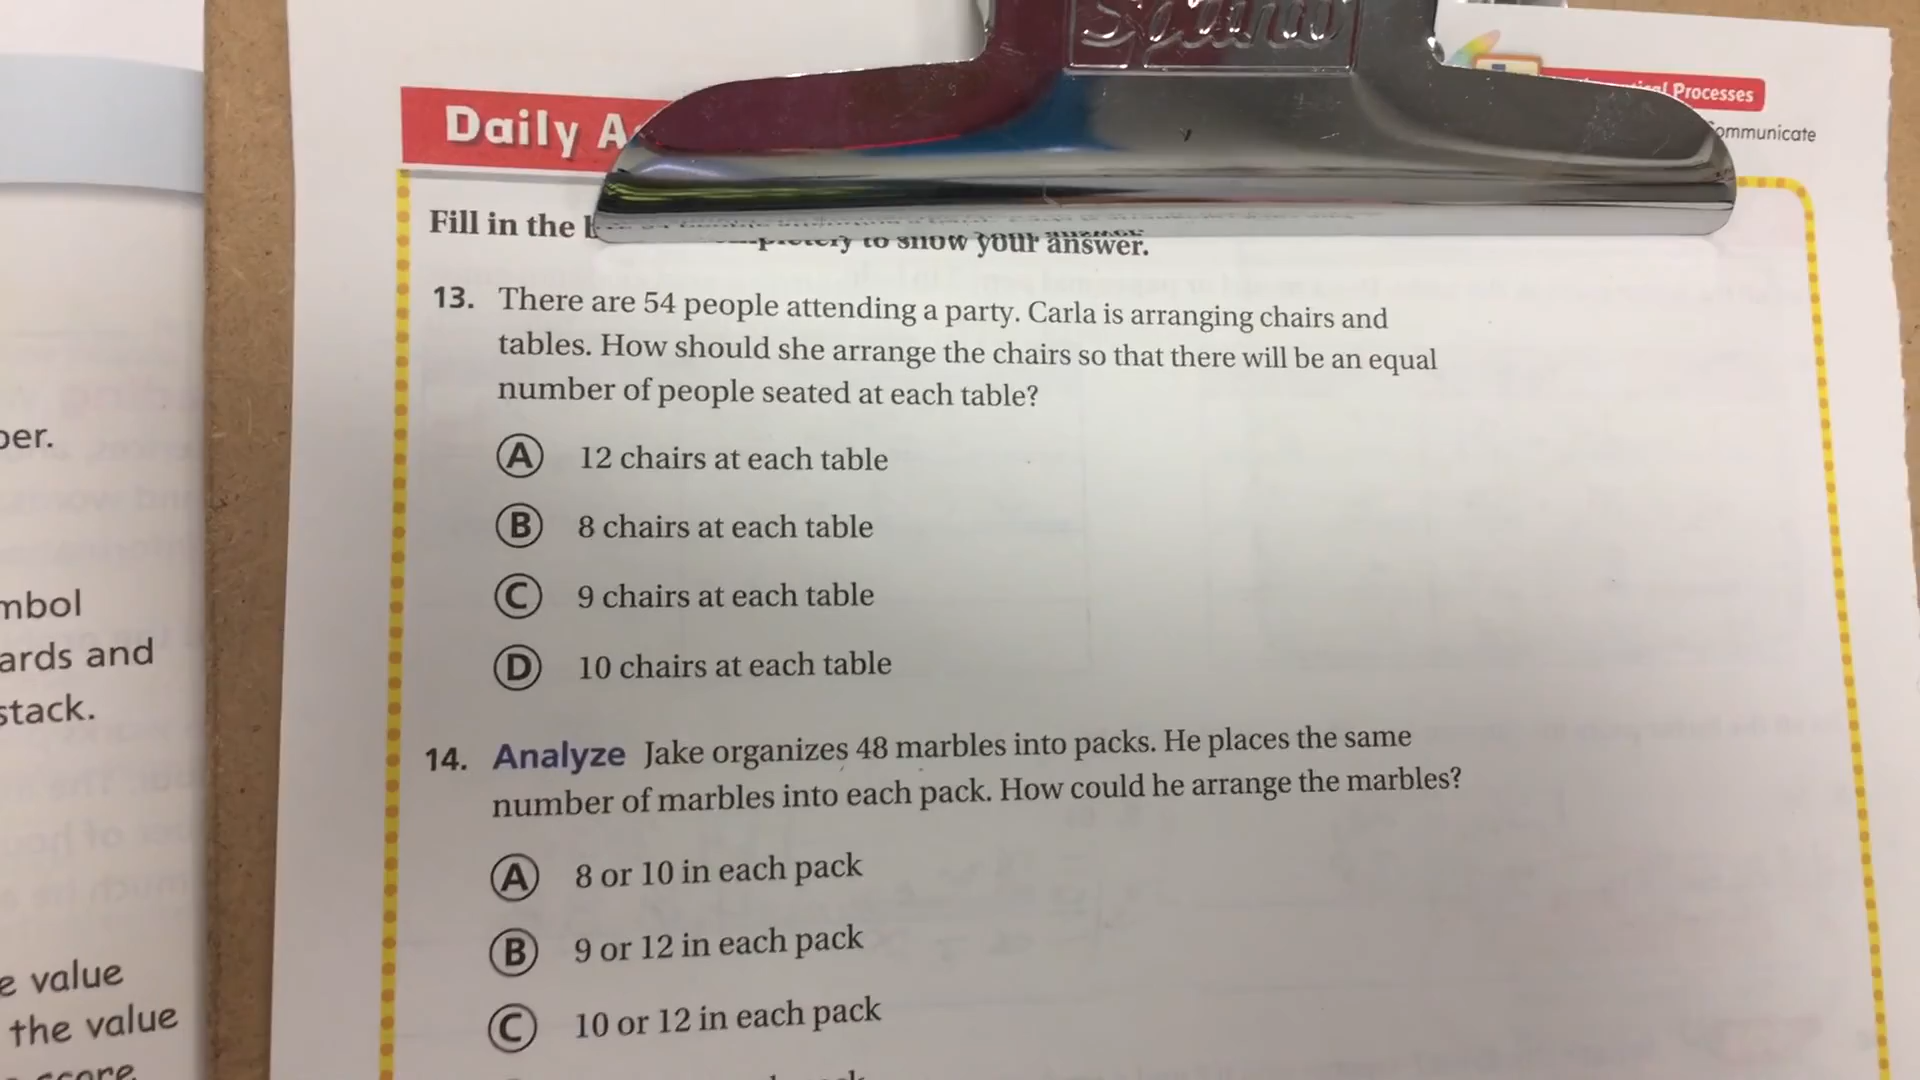 Spartco
Processes
ommunicate
Daily A
Fill in the
to show your answer.
13. There are 54 people attending a party. Carla is arranging chairs and
tables. How should she arrange the chairs so that there will be an equal
number of people seated at each table?
A 12 chairs at each table
B 8 chairs at each table
C 9 chairs at each table
D 10 chairs at each table
14. Analyze Jake organizes 48 marbles into packs. He places the same
number of marbles into each pack. How could he arrange the marbles?
A 8 or 10 in each pack
B 9 or 12 in each pack
C 10 or 12 in each pack
ber.
mbol
ards and
stack.
e value
the value
score